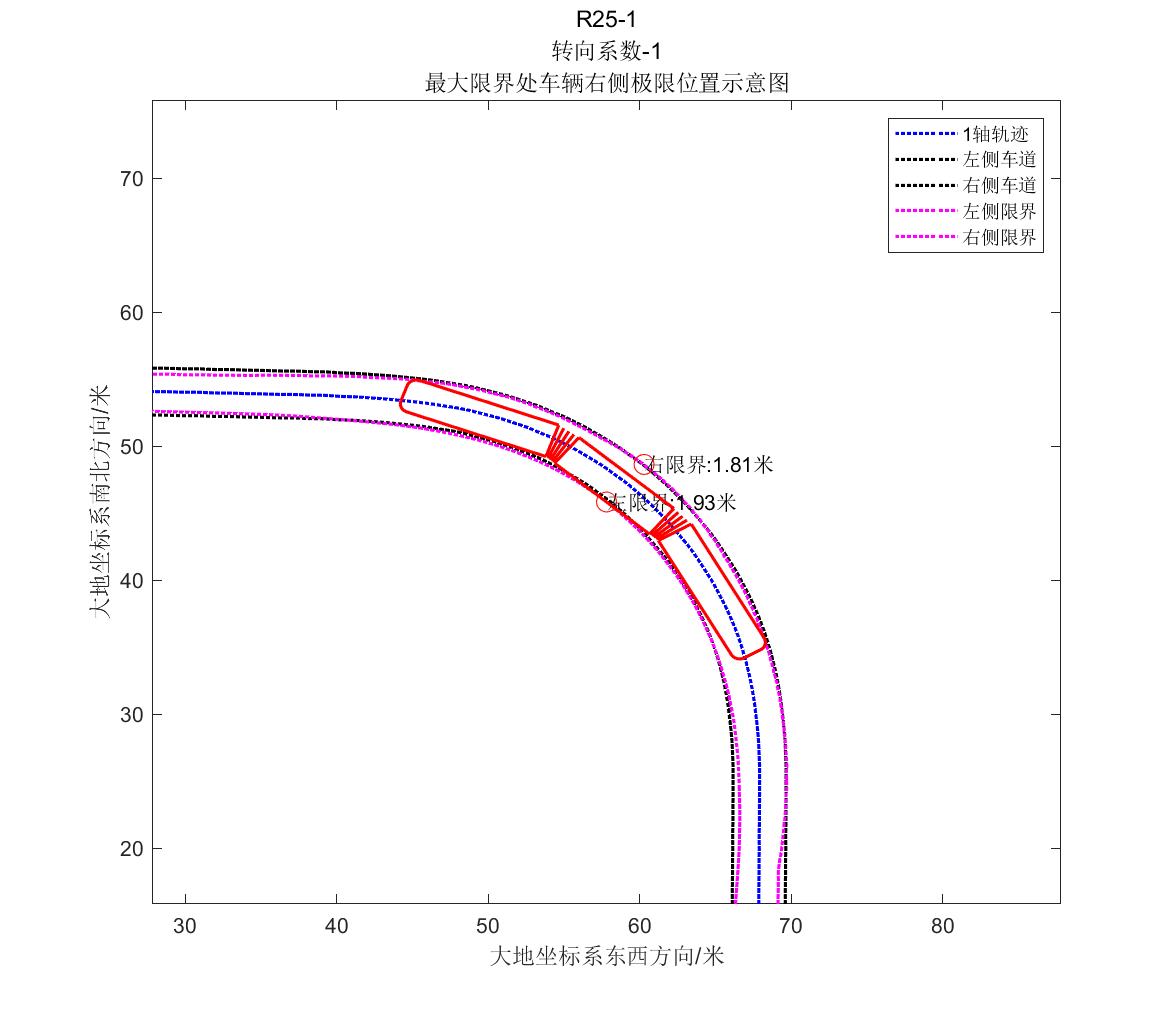 R25-1
转向系数-1
最大限界处车辆右侧极限位置示意图
1轴轨迹
左侧车道
右侧车道
左侧限界
右侧限界
70
60
50
40
30
20
右限界:1.81米
左限界:1.93米
大地坐标系南北方向/米
30 40 50 60 70 80
大地坐标系东西方向/米